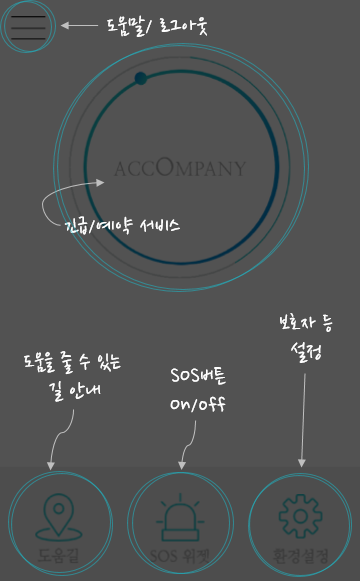 도움말/ 로그아웃
ACCOMPANY
긴급/예약 서비스
보호자 등
설정
도움을 줄 수 있는
길 안내
SOS버튼
on/off
도움길
SOS 위젯
환경설정